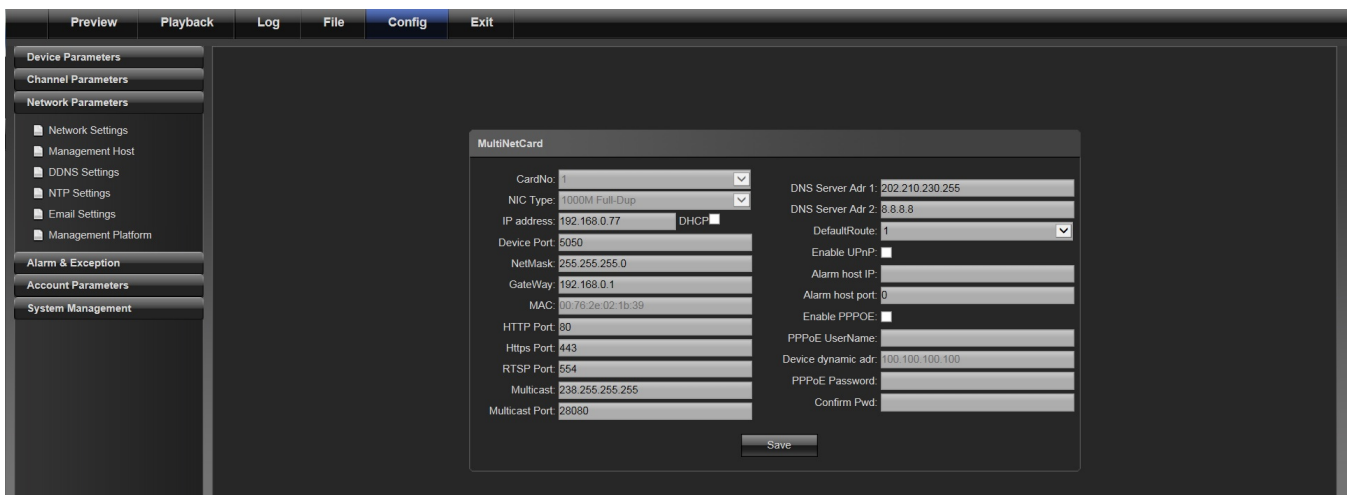 Preview Playback Log File Config Exit
Device Parameters
Channel Parameters
Network Parameters
Network Settings
Management Host
DDNS Settings
NTP Settings
Email Settings
Management Platform
Alarm & Exception
Account Parameters
System Management
MultiNetCard
CardNo: 1
NIC Type: 1000M Full-Dup
IP address: 192.168.0.77 DHCP
Device Port: 5050
NetMask: 255.255.255.0
GateWay: 192.168.0.1
MAC: 00:76:2e:02:1b:39
HTTP Port: 80
Https Port: 443
RTSP Port: 554
Multicast: 238.255.255.255
Multicast Port: 28080
DNS Server Adr 1: 202.210.230.255
DNS Server Adr 2: 8.8.8.8
DefaultRoute: 1
Enable UPnP:
Alarm host IP:
Alarm host port: 0
Enable PPPOE:
PPPoE UserName:
Device dynamic adr: 100.100.100.100
PPPoE Password:
Confirm Pwd:
Save